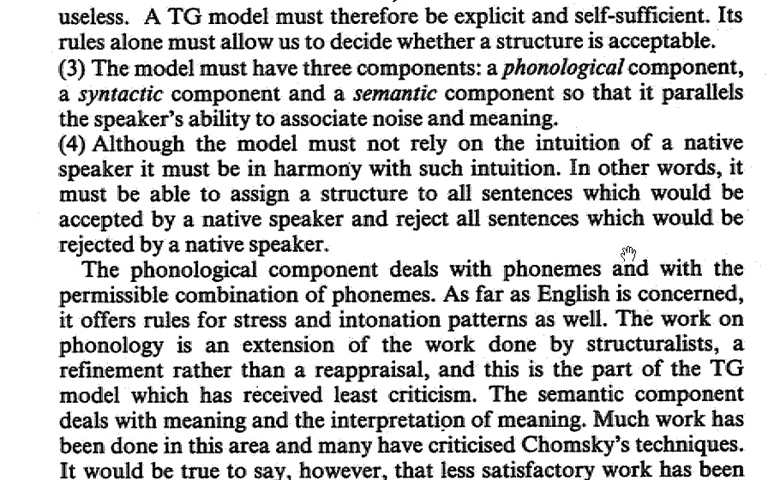 useless. A TG model must therefore be explicit and self-sufficient. Its
rules alone must allow us to decide whether a structure is acceptable.
(3) The model must have three components: a phonological component,
a syntactic component and a semantic component so that it parallels
the speaker's ability to associate noise and meaning.
(4) Although the model must not rely on the intuition of a native
speaker it must be in harmony with such intuition. In other words, it
must be able to assign a structure to all sentences which would be
accepted by a native speaker and reject all sentences which would be
rejected by a native speaker.
The phonological component deals with phonemes and with the
permissible combination of phonemes. As far as English is concerned,
it offers rules for stress and intonation patterns as well. The work on
phonology is an extension of the work done by structuralists, a
refinement rather than a reappraisal, and this is the part of the TG
model which has received least criticism. The semantic component
deals with meaning and the interpretation of meaning. Much work has
been done in this area and many have criticised Chomsky's techniques.
It would be true to say, however, that less satisfactory work has been